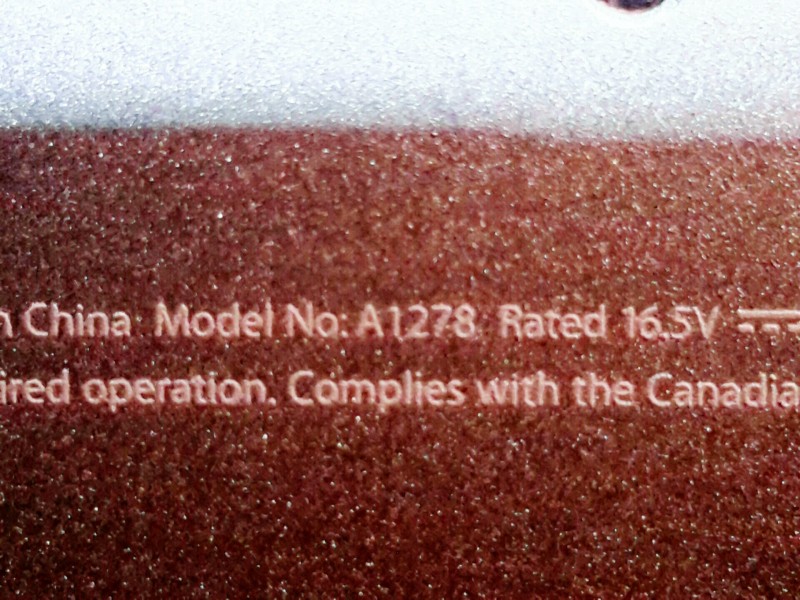 n China Model No: A1278 Rated 16.5V ⎓
ired operation. Complies with the Canadia